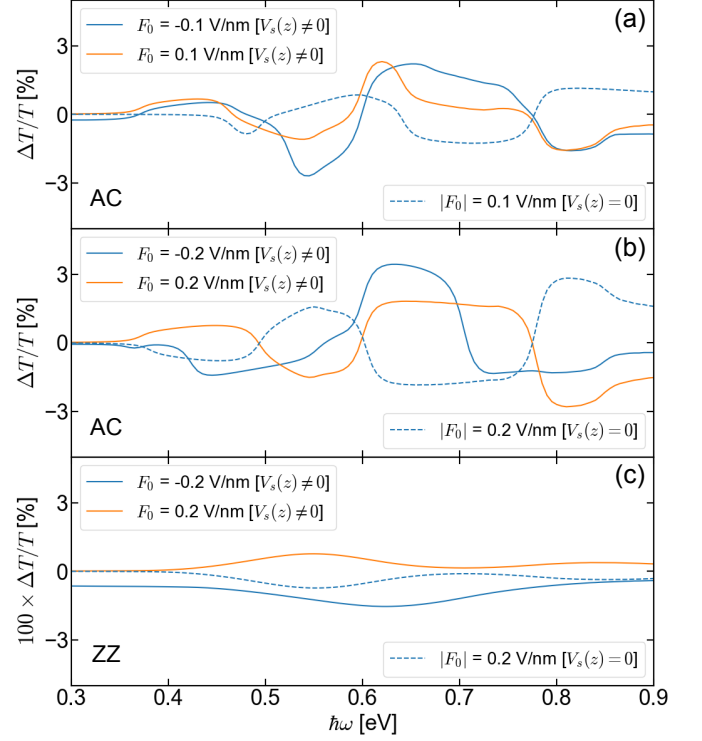 (a)
F₀ = -0.1 V/nm [Vₛ(z) ≠ 0]
F₀ = 0.1 V/nm [Vₛ(z) ≠ 0]
3
0
−3
ΔT/T [%]
AC
|F₀| = 0.1 V/nm [Vₛ(z) = 0]
(b)
F₀ = -0.2 V/nm [Vₛ(z) ≠ 0]
F₀ = 0.2 V/nm [Vₛ(z) ≠ 0]
3
0
−3
ΔT/T [%]
AC
|F₀| = 0.2 V/nm [Vₛ(z) = 0]
(c)
F₀ = -0.2 V/nm [Vₛ(z) ≠ 0]
F₀ = 0.2 V/nm [Vₛ(z) ≠ 0]
3
0
−3
100 × ΔT/T [%]
ZZ
|F₀| = 0.2 V/nm [Vₛ(z) = 0]
0.3 0.4 0.5 0.6 0.7 0.8 0.9
ℏω [eV]